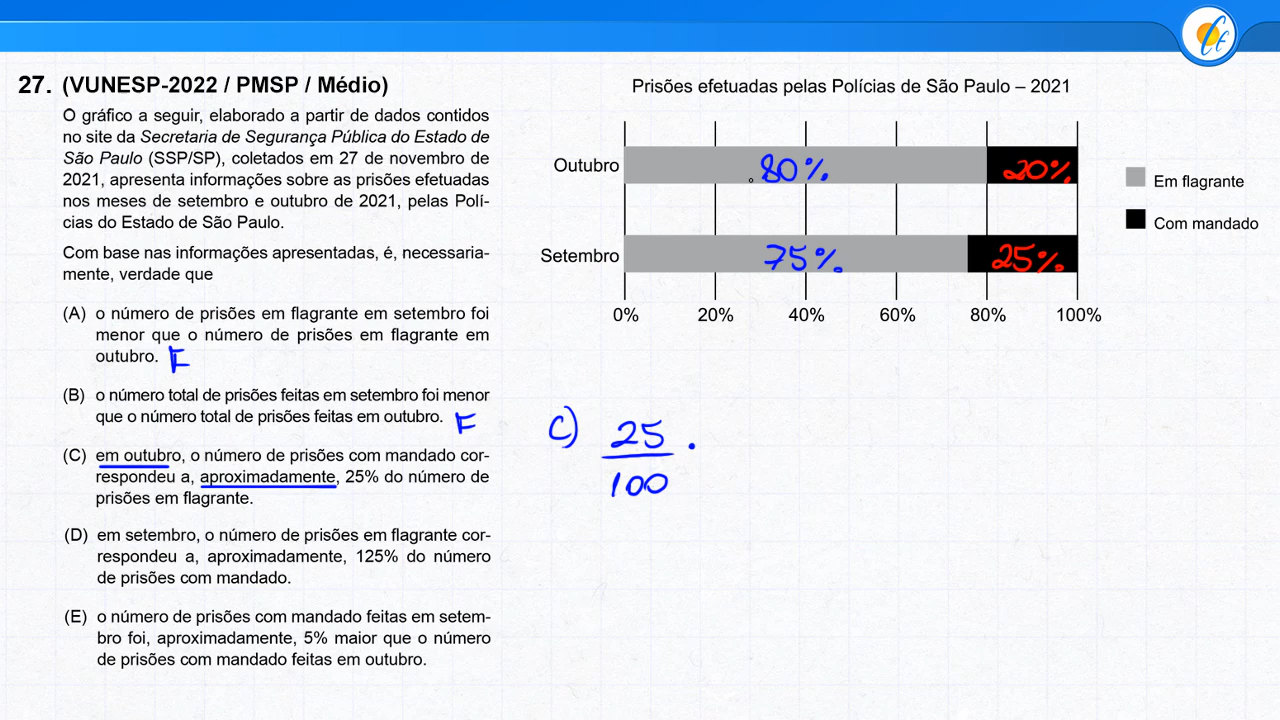 27. (VUNESP-2022 / PMSP / Médio)
O gráfico a seguir, elaborado a partir de dados contidos
no site da Secretaria de Segurança Pública do Estado de
São Paulo (SSP/SP), coletados em 27 de novembro de
2021, apresenta informações sobre as prisões efetuadas
nos meses de setembro e outubro de 2021, pelas Polí-
cias do Estado de São Paulo.
Com base nas informações apresentadas, é, necessaria-
mente, verdade que
(A) o número de prisões em flagrante em setembro foi
menor que o número de prisões em flagrante em
outubro. F
(B) o número total de prisões feitas em setembro foi menor
que o número total de prisões feitas em outubro. F
(C) em outubro, o número de prisões com mandado cor-
respondeu a, aproximadamente, 25% do número de
prisões em flagrante.
(D) em setembro, o número de prisões em flagrante cor-
respondeu a, aproximadamente, 125% do número
de prisões com mandado.
(E) o número de prisões com mandado feitas em setem-
bro foi, aproximadamente, 5% maior que o número
de prisões com mandado feitas em outubro.
Prisões efetuadas pelas Polícias de São Paulo – 2021
Outubro 80% 20%
Setembro 75% 25%
0% 20% 40% 60% 80% 100%
Em flagrante
Com mandado
C) 25 .
100
CE